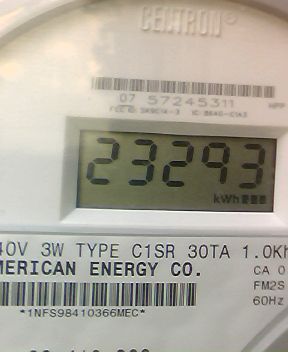 CENTRON®
07 57245311
23293
kWh
40V 3W TYPE C1SR 30TA 1.0Kh
MERICAN ENERGY CO.
CA 0
FM2S
60Hz
*1NFS98410366MEC*